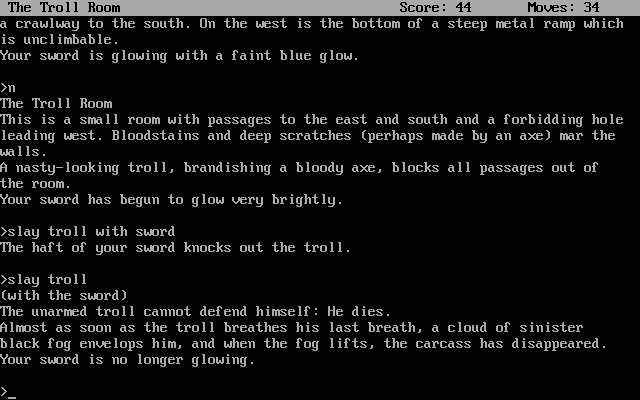 The Troll Room Score: 44 Moves: 34
a crawlway to the south. On the west is the bottom of a steep metal ramp which
is unclimbable.
Your sword is glowing with a faint blue glow.
>n
The Troll Room
This is a small room with passages to the east and south and a forbidding hole
leading west. Bloodstains and deep scratches (perhaps made by an axe) mar the
walls.
A nasty-looking troll, brandishing a bloody axe, blocks all passages out of
the room.
Your sword has begun to glow very brightly.
>slay troll with sword
The haft of your sword knocks out the troll.
>slay troll
(with the sword)
The unarmed troll cannot defend himself: He dies.
Almost as soon as the troll breathes his last breath, a cloud of sinister
black fog envelops him, and when the fog lifts, the carcass has disappeared.
Your sword is no longer glowing.
>_